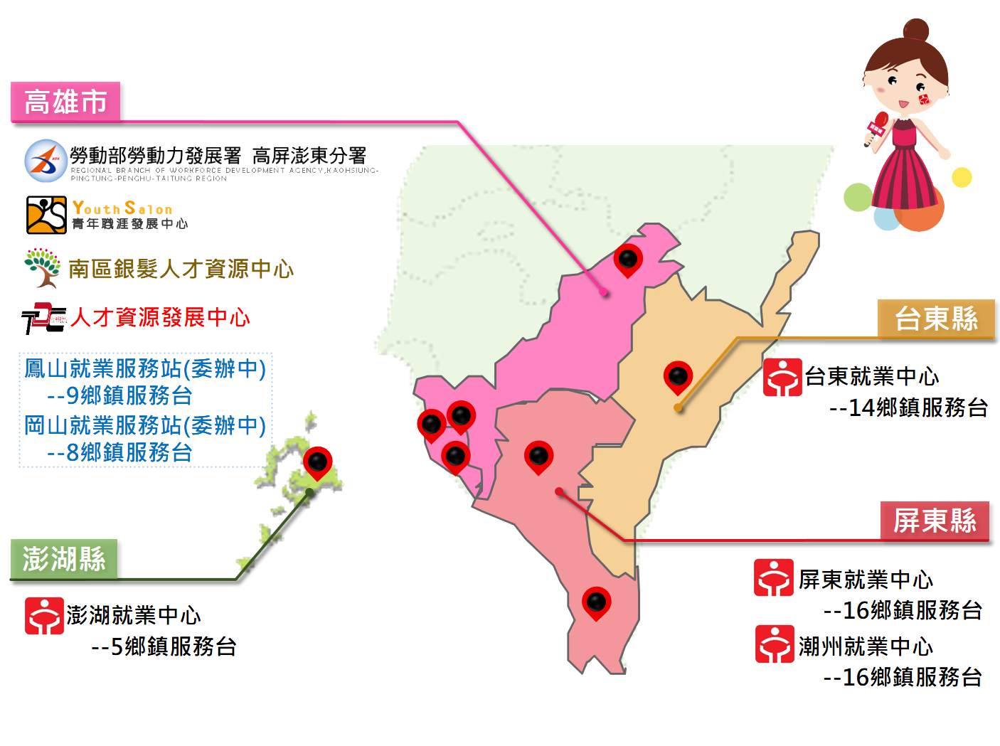 高雄市
勞動部勞動力發展署 高屏澎東分署
REGIONAL BRANCH OF WORKFORCE DEVELOPMENT AGENCY,KAOHSIUNG-
PINGTUNG-PENGHU-TAITUNG REGION
Youth Salon
青年職涯發展中心
南區銀髮人才資源中心
TDC
人才資源發展中心
鳳山就業服務站(委辦中)
--9鄉鎮服務台
岡山就業服務站(委辦中)
--8鄉鎮服務台
澎湖縣
澎湖就業中心
--5鄉鎮服務台
台東縣
台東就業中心
--14鄉鎮服務台
屏東縣
屏東就業中心
--16鄉鎮服務台
潮州就業中心
--16鄉鎮服務台